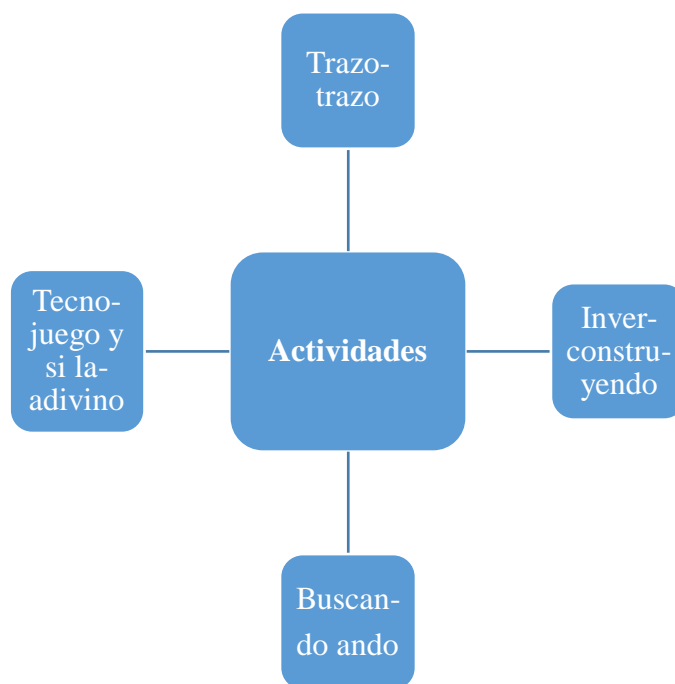 Trazo-
trazo
Tecno-
juego y
si la-
adivino
Actividades
Inver-
constru-
yendo
Buscan-
do ando